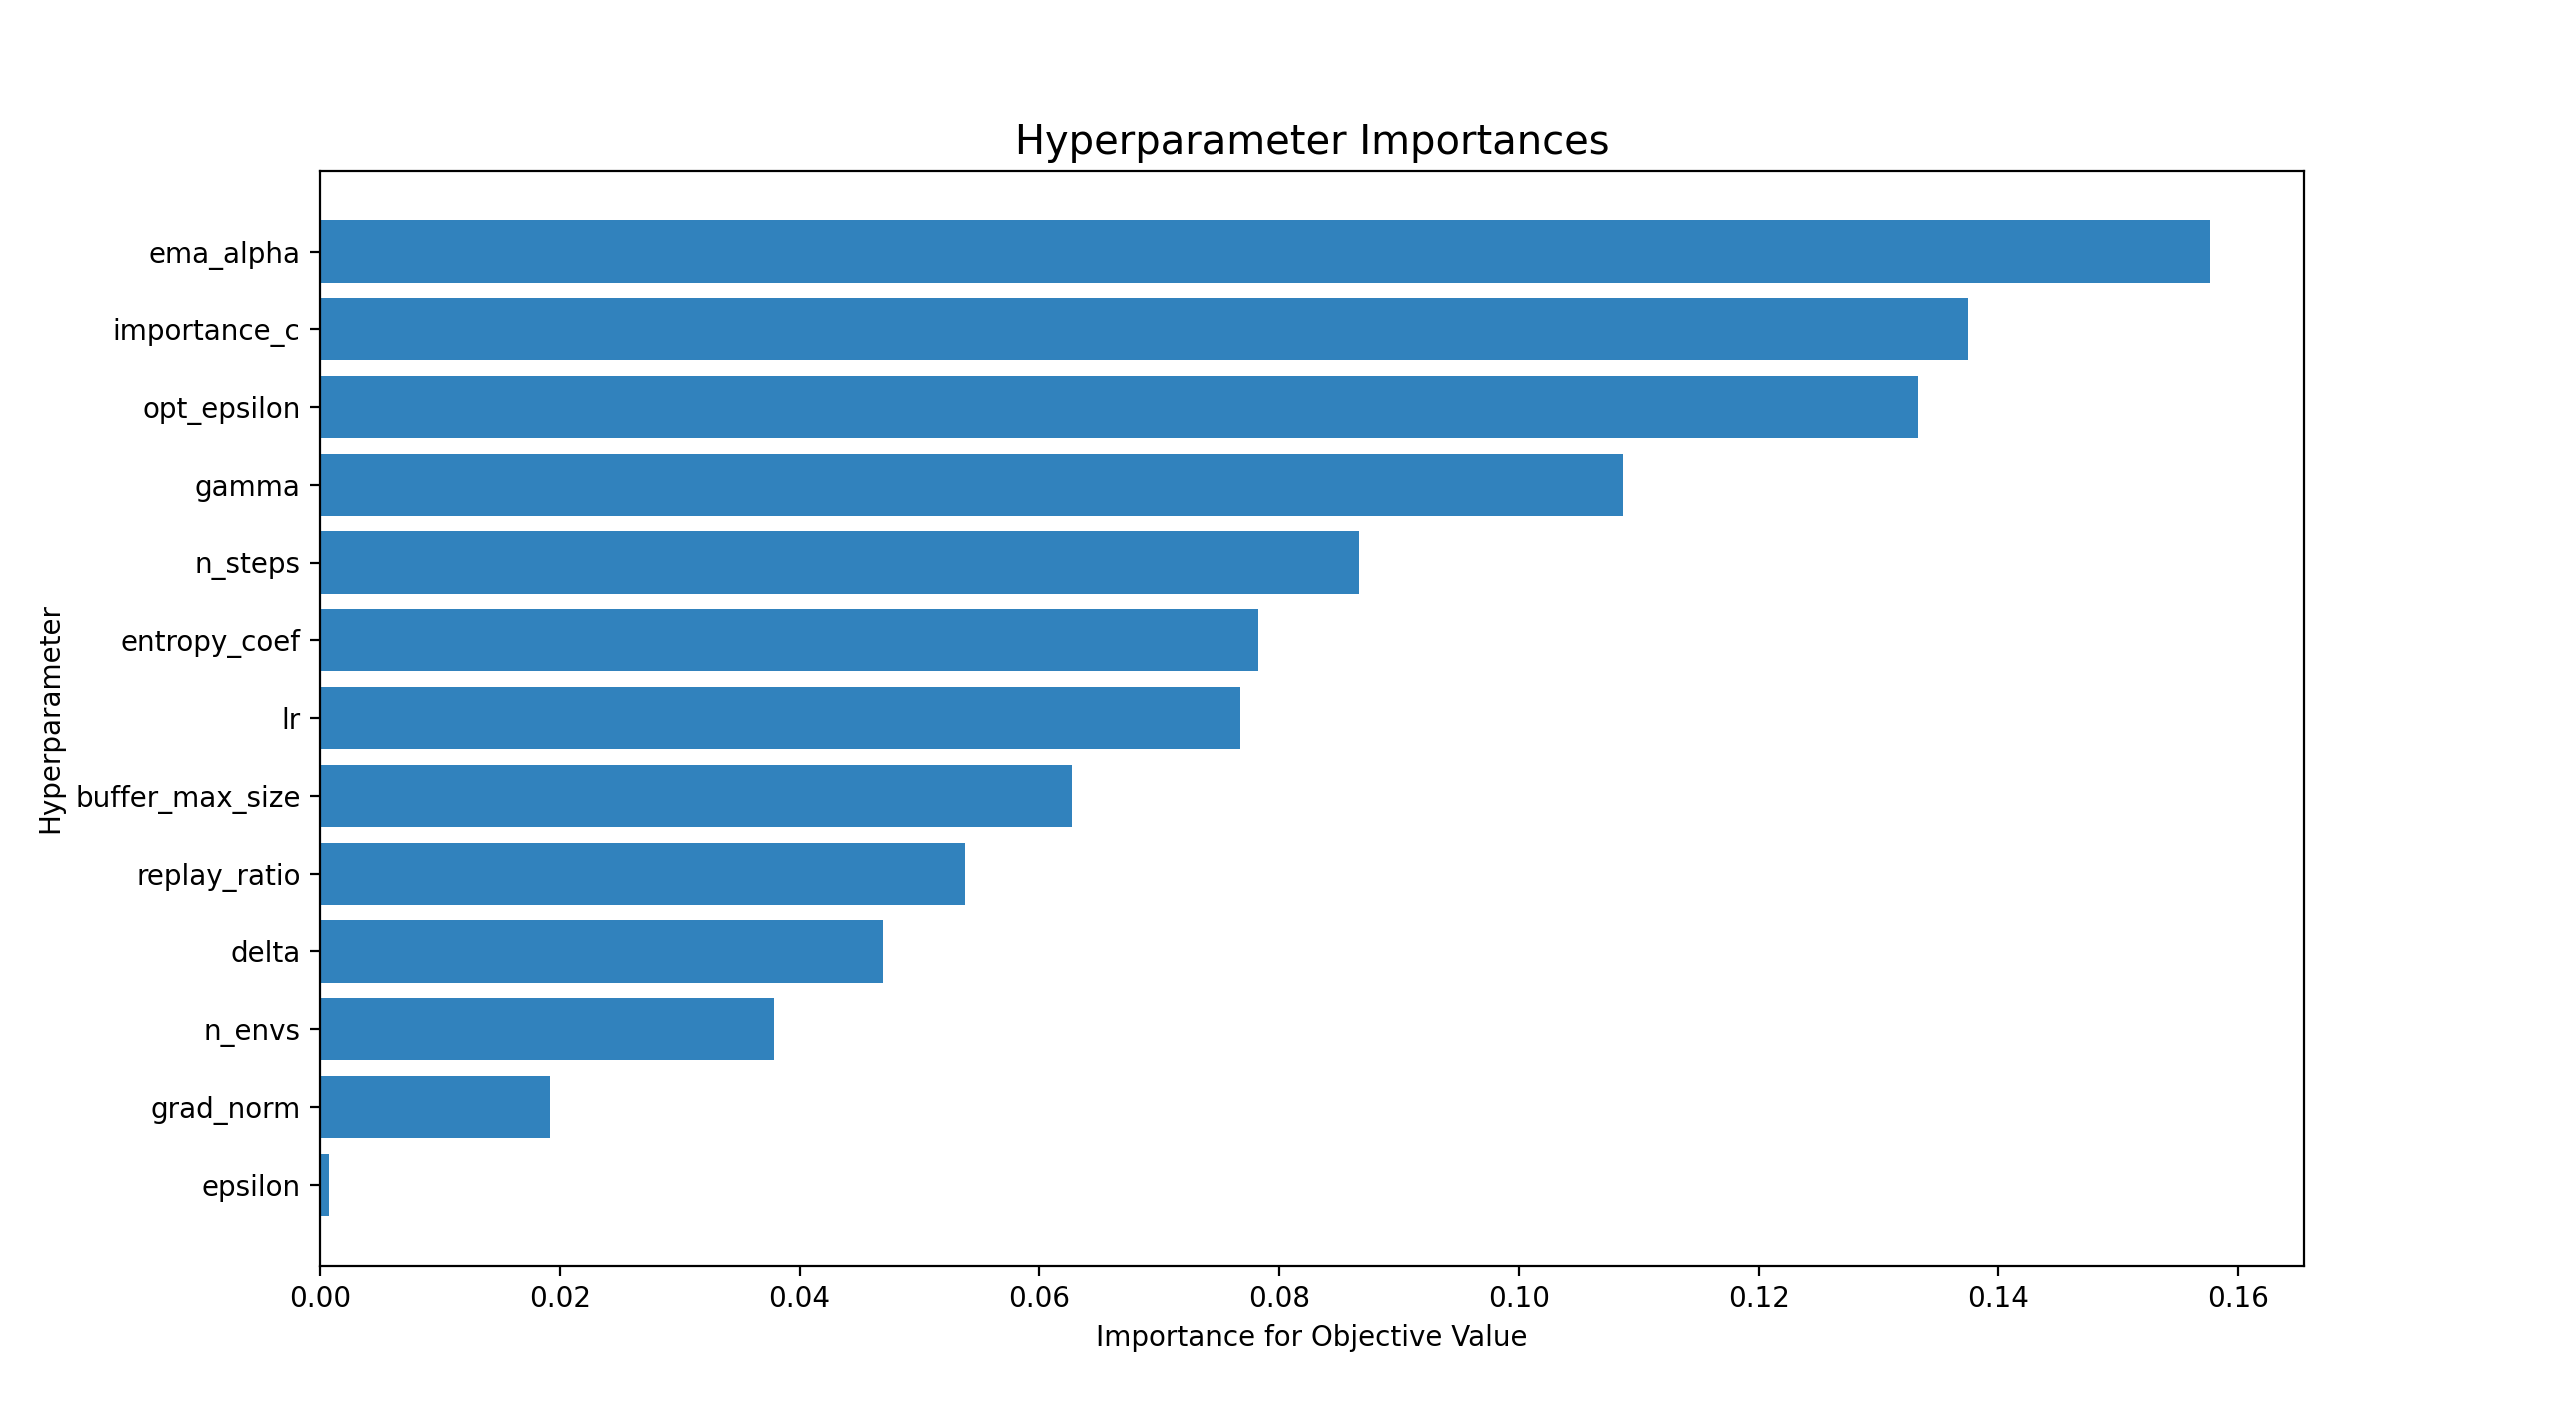 Hyperparameter Importances
Hyperparameter
ema_alpha
importance_c
opt_epsilon
gamma
n_steps
entropy_coef
lr
buffer_max_size
replay_ratio
delta
n_envs
grad_norm
epsilon
0.00 0.02 0.04 0.06 0.08 0.10 0.12 0.14 0.16
Importance for Objective Value